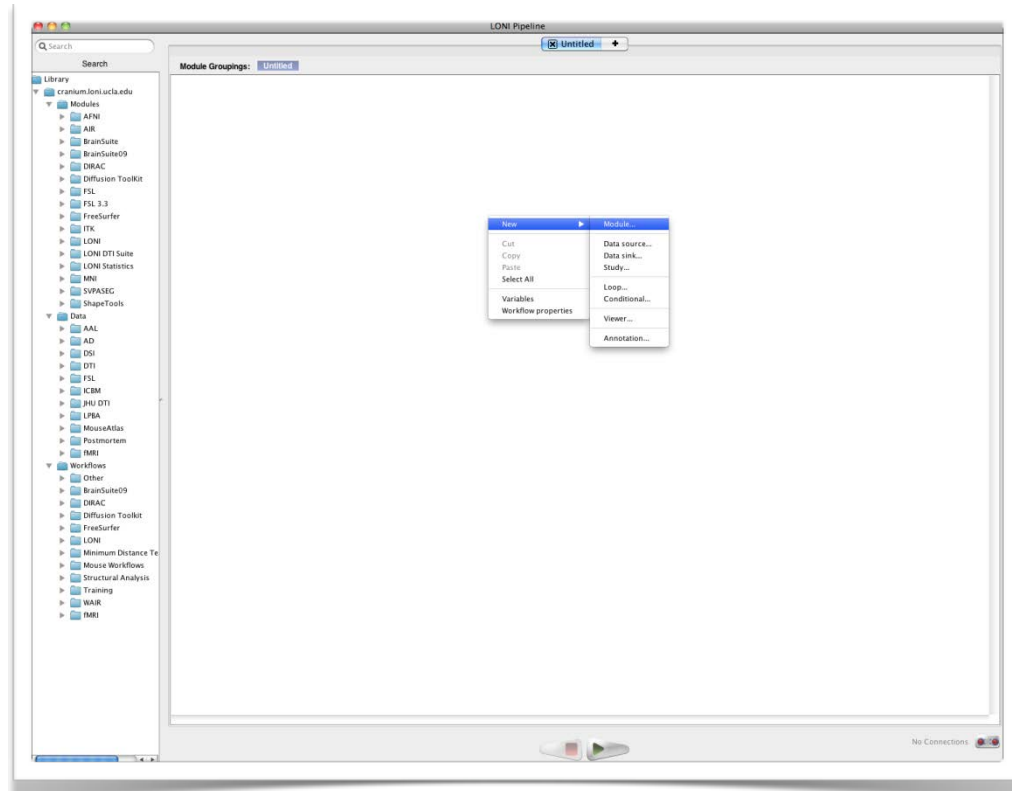 LONI Pipeline
Search
Untitled +
Search
Module Groupings: Untitled
Library
cranium.loni.ucla.edu
Modules
AFNI
AIR
BrainSuite
BrainSuite09
DIRAC
Diffusion ToolKit
FSL
FSL 3.3
FreeSurfer
ITK
LONI
LONI DTI Suite
LONI Statistics
MNI
SVPASEG
ShapeTools
Data
AAL
AD
DSI
DTI
FSL
ICBM
JHU DTI
LPBA
MouseAtlas
Postmortem
fMRI
Workflows
Other
BrainSuite09
DIRAC
Diffusion Toolkit
FreeSurfer
LONI
Minimum Distance Te
Mouse Workflows
Structural Analysis
Training
WAIR
fMRI
New
Cut
Copy
Paste
Select All
Variables
Workflow properties
Module...
Data source...
Data sink...
Study...
Loop...
Conditional...
Viewer...
Annotation...
No Connections